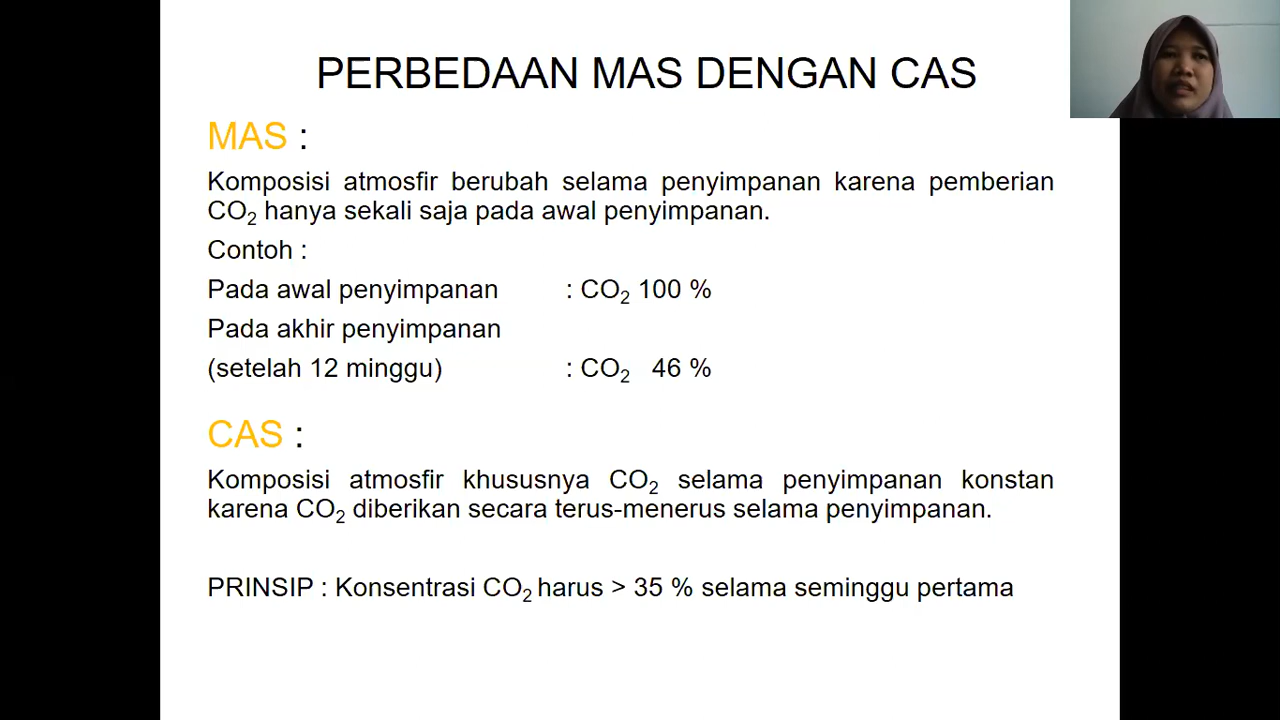 PERBEDAAN MAS DENGAN CAS
MAS :
Komposisi atmosfir berubah selama penyimpanan karena pemberian
CO₂ hanya sekali saja pada awal penyimpanan.
Contoh :
Pada awal penyimpanan : CO₂ 100 %
Pada akhir penyimpanan
(setelah 12 minggu) : CO₂ 46 %
CAS :
Komposisi atmosfir khususnya CO₂ selama penyimpanan konstan
karena CO₂ diberikan secara terus-menerus selama penyimpanan.
PRINSIP : Konsentrasi CO₂ harus > 35 % selama seminggu pertama